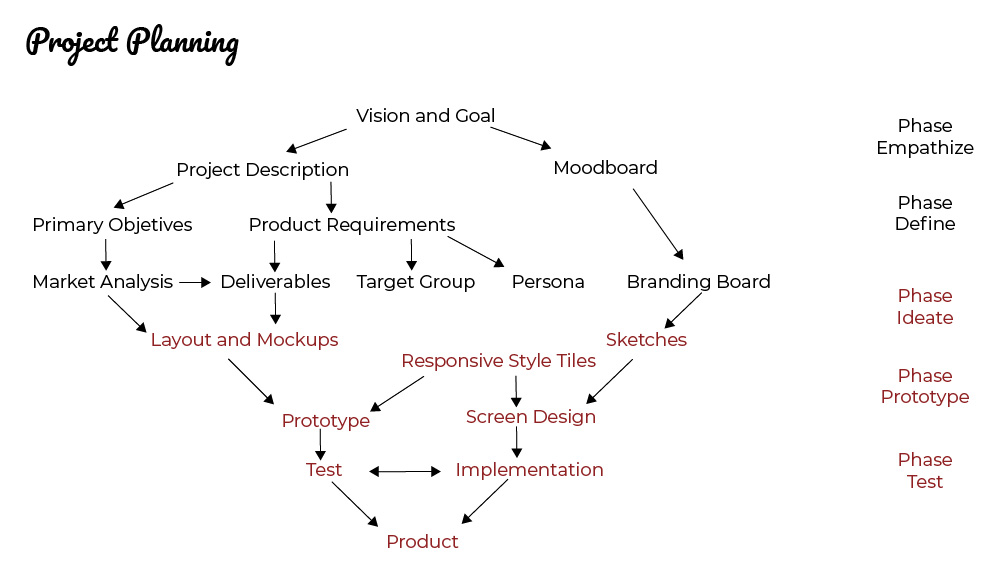 Project Planning
Vision and Goal
Phase
Empathize
Project Description
Moodboard
Phase
Define
Primary Objetives
Product Requirements
Market Analysis
Deliverables
Target Group
Persona
Branding Board
Phase
Ideate
Layout and Mockups
Sketches
Responsive Style Tiles
Phase
Prototype
Prototype
Screen Design
Test
Implementation
Phase
Test
Product